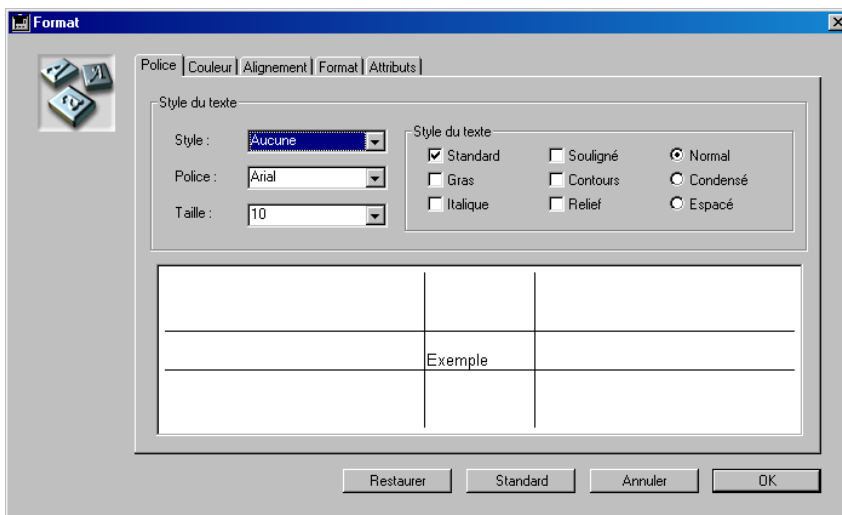 Format
Police Couleur Alignement Format Attributs
Style du texte
Style : Aucune
Police : Arial
Taille : 10
Style du texte
Standard Souligné Normal
Gras Contours Condensé
Italique Relief Espacé
Exemple
Restaurer Standard Annuler OK